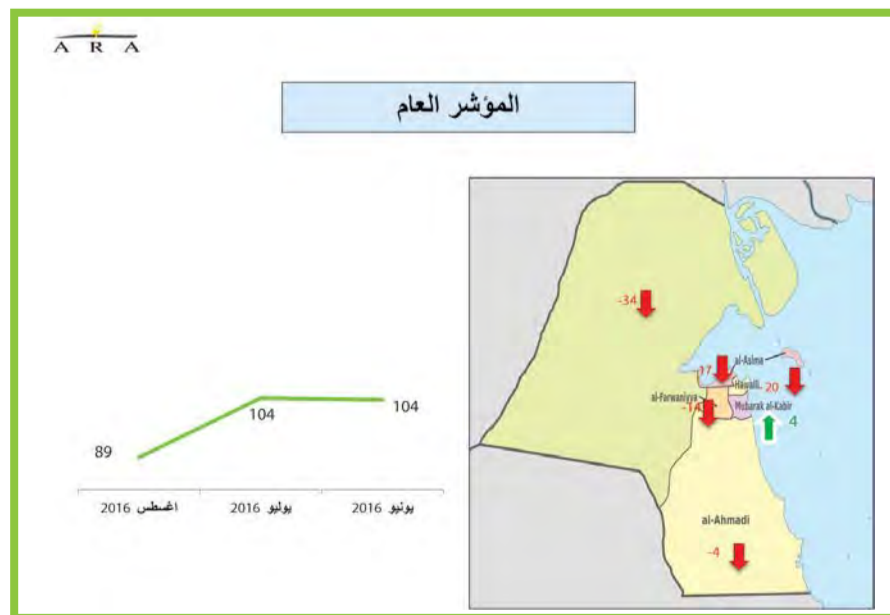 A R A
المؤشر العام
-34
al-Asima
17
Hawalli
20
al-Farwaniyya
-14
Mubarak al-Kabir
4
104
104
89
يونيو 2016
يوليو 2016
اغسطس 2016
al-Ahmadi
-4